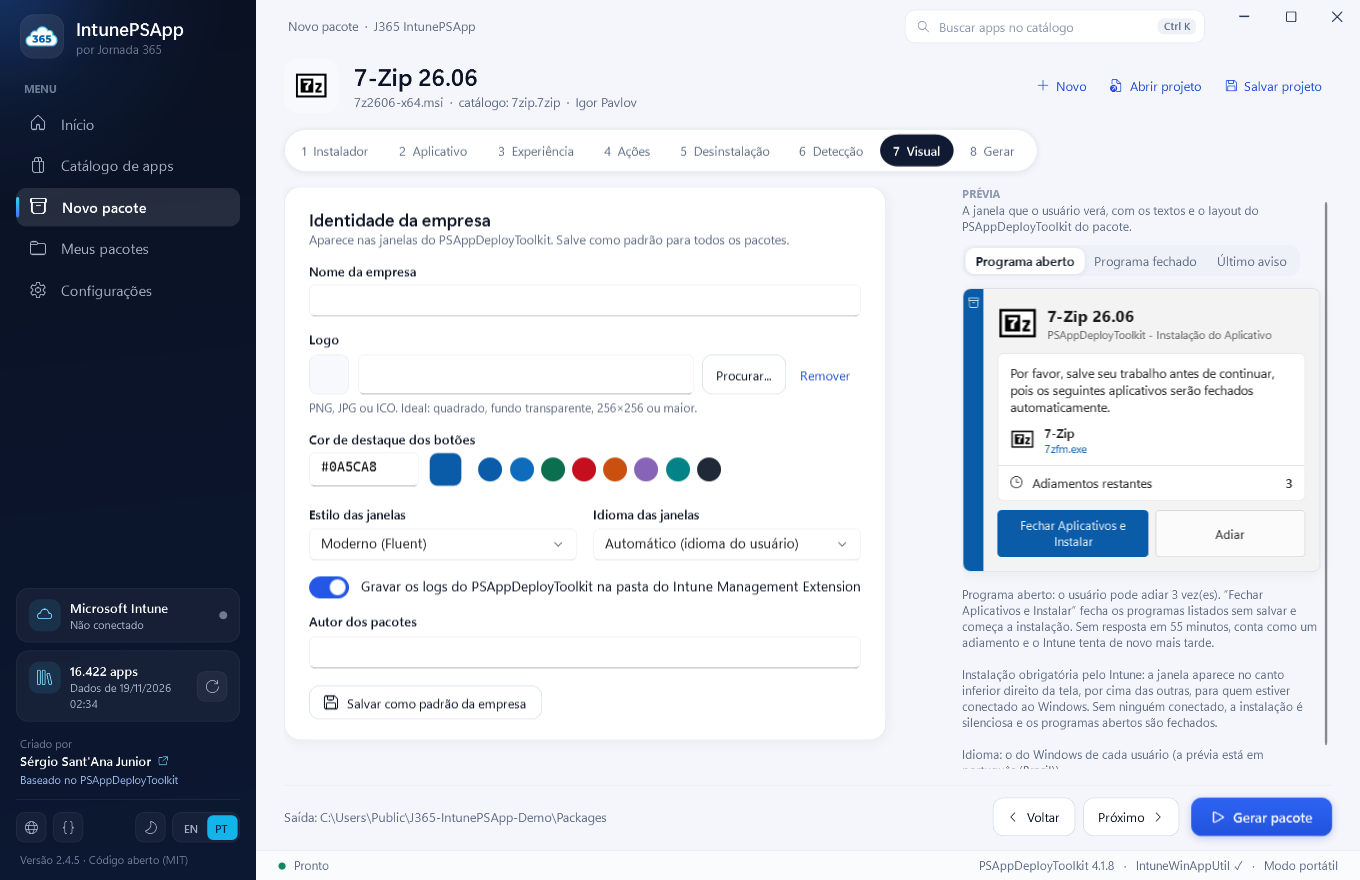 365
IntunePSApp
por Jornada 365
MENU
Início
Catálogo de apps
Novo pacote
Meus pacotes
Configurações
Microsoft Intune
Não conectado
16.422 apps
Dados de 19/11/2026
02:34
Criado por
Sérgio Sant'Ana Junior
Baseado no PSAppDeployToolkit
{}
EN
PT
Versão 2.4.5 · Código aberto (MIT)
Novo pacote · J365 IntunePSApp
Buscar apps no catálogo
Ctrl K
7z
7-Zip 26.06
7z2606-x64.msi · catálogo: 7zip.7zip · Igor Pavlov
Novo
Abrir projeto
Salvar projeto
1 Instalador
2 Aplicativo
3 Experiência
4 Ações
5 Desinstalação
6 Detecção
7 Visual
8 Gerar
Identidade da empresa
Aparece nas janelas do PSAppDeployToolkit. Salve como padrão para todos os pacotes.
Nome da empresa
Logo
Procurar...
Remover
PNG, JPG ou ICO. Ideal: quadrado, fundo transparente, 256×256 ou maior.
Cor de destaque dos botões
#0A5CA8
Estilo das janelas
Idioma das janelas
Moderno (Fluent)
Automático (idioma do usuário)
Gravar os logs do PSAppDeployToolkit na pasta do Intune Management Extension
Autor dos pacotes
Salvar como padrão da empresa
PRÉVIA
A janela que o usuário verá, com os textos e o layout do
PSAppDeployToolkit do pacote.
Programa aberto
Programa fechado
Último aviso
7z
7-Zip 26.06
PSAppDeployToolkit - Instalação do Aplicativo
Por favor, salve seu trabalho antes de continuar,
pois os seguintes aplicativos serão fechados
automaticamente.
7z
7-Zip
7zfm.exe
Adiamentos restantes
3
Fechar Aplicativos e
Instalar
Adiar
Programa aberto: o usuário pode adiar 3 vez(es). "Fechar
Aplicativos e Instalar" fecha os programas listados sem salvar e
começa a instalação. Sem resposta em 55 minutos, conta como um
adiamento e o Intune tenta de novo mais tarde.
Instalação obrigatória pelo Intune: a janela aparece no canto
inferior direito da tela, por cima das outras, para quem estiver
conectado ao Windows. Sem ninguém conectado, a instalação é
silenciosa e os programas abertos são fechados.
Idioma: o do Windows de cada usuário (a prévia está em
Saída: C:\Users\Public\J365-IntunePSApp-Demo\Packages
Voltar
Próximo
Gerar pacote
Pronto
PSAppDeployToolkit 4.1.8 · IntuneWinAppUtil ✓ · Modo portátil